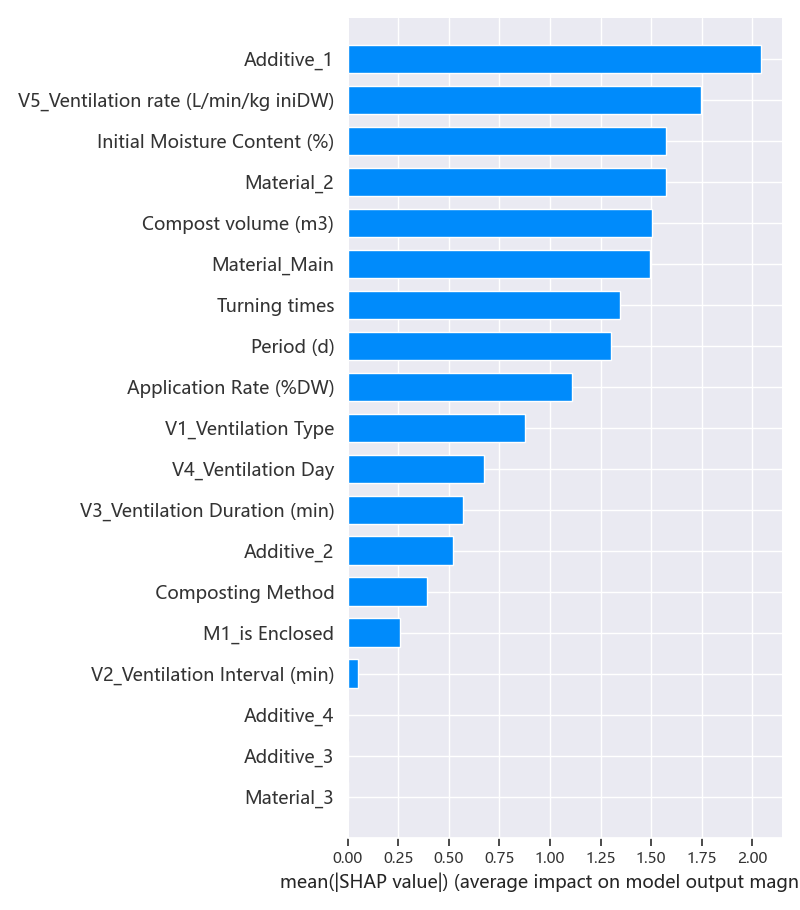 Additive_1
V5_Ventilation rate (L/min/kg iniDW)
Initial Moisture Content (%)
Material_2
Compost volume (m3)
Material_Main
Turning times
Period (d)
Application Rate (%DW)
V1_Ventilation Type
V4_Ventilation Day
V3_Ventilation Duration (min)
Additive_2
Composting Method
M1_is Enclosed
V2_Ventilation Interval (min)
Additive_4
Additive_3
Material_3
0.00 0.25 0.50 0.75 1.00 1.25 1.50 1.75 2.00
mean(|SHAP value|) (average impact on model output magn